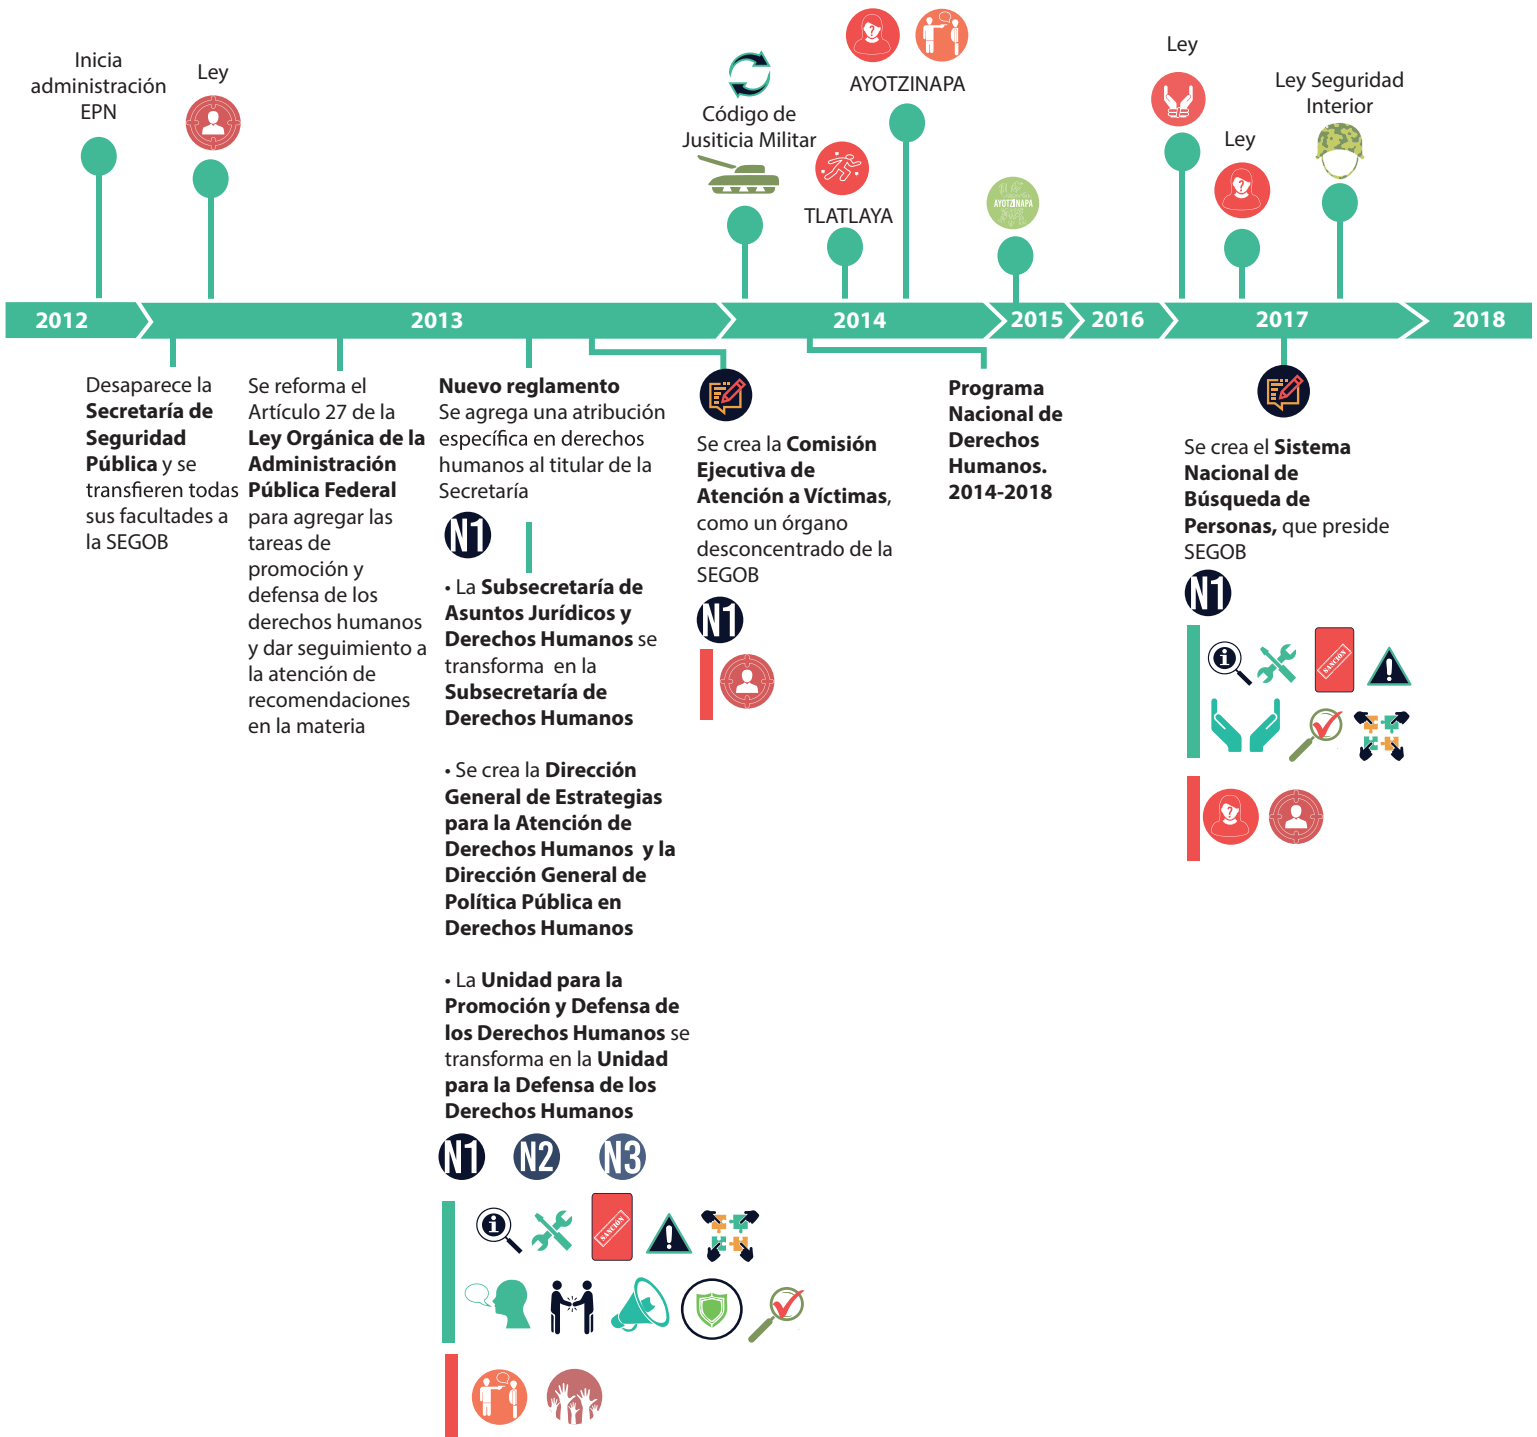 Inicia
administración
EPN
Ley
Código de
Jusiticia Militar
TLATLAYA
AYOTZINAPA
AYOTZINAPA
Ley
Ley
Ley Seguridad
Interior
2012
2013
2014
2015
2016
2017
2018
Desaparece la
Secretaría de
Seguridad
Pública y se
transfieren todas
sus facultades a
la SEGOB
Se reforma el
Artículo 27 de la
Ley Orgánica de la
Administración
Pública Federal
para agregar las
tareas de
promoción y
defensa de los
derechos humanos
y dar seguimiento a
la atención de
recomendaciones
en la materia
Nuevo reglamento
Se agrega una atribución
específica en derechos
humanos al titular de la
Secretaría
N1
• La Subsecretaría de
Asuntos Jurídicos y
Derechos Humanos se
transforma en la
Subsecretaría de
Derechos Humanos
• Se crea la Dirección
General de Estrategias
para la Atención de
Derechos Humanos y la
Dirección General de
Política Pública en
Derechos Humanos
• La Unidad para la
Promoción y Defensa de
los Derechos Humanos se
transforma en la Unidad
para la Defensa de los
Derechos Humanos
N1 N2 N3
SANCIÓN
Se crea la Comisión
Ejecutiva de
Atención a Víctimas,
como un órgano
desconcentrado de la
SEGOB
N1
Programa
Nacional de
Derechos
Humanos.
2014-2018
Se crea el Sistema
Nacional de
Búsqueda de
Personas, que preside
SEGOB
N1
SANCIÓN